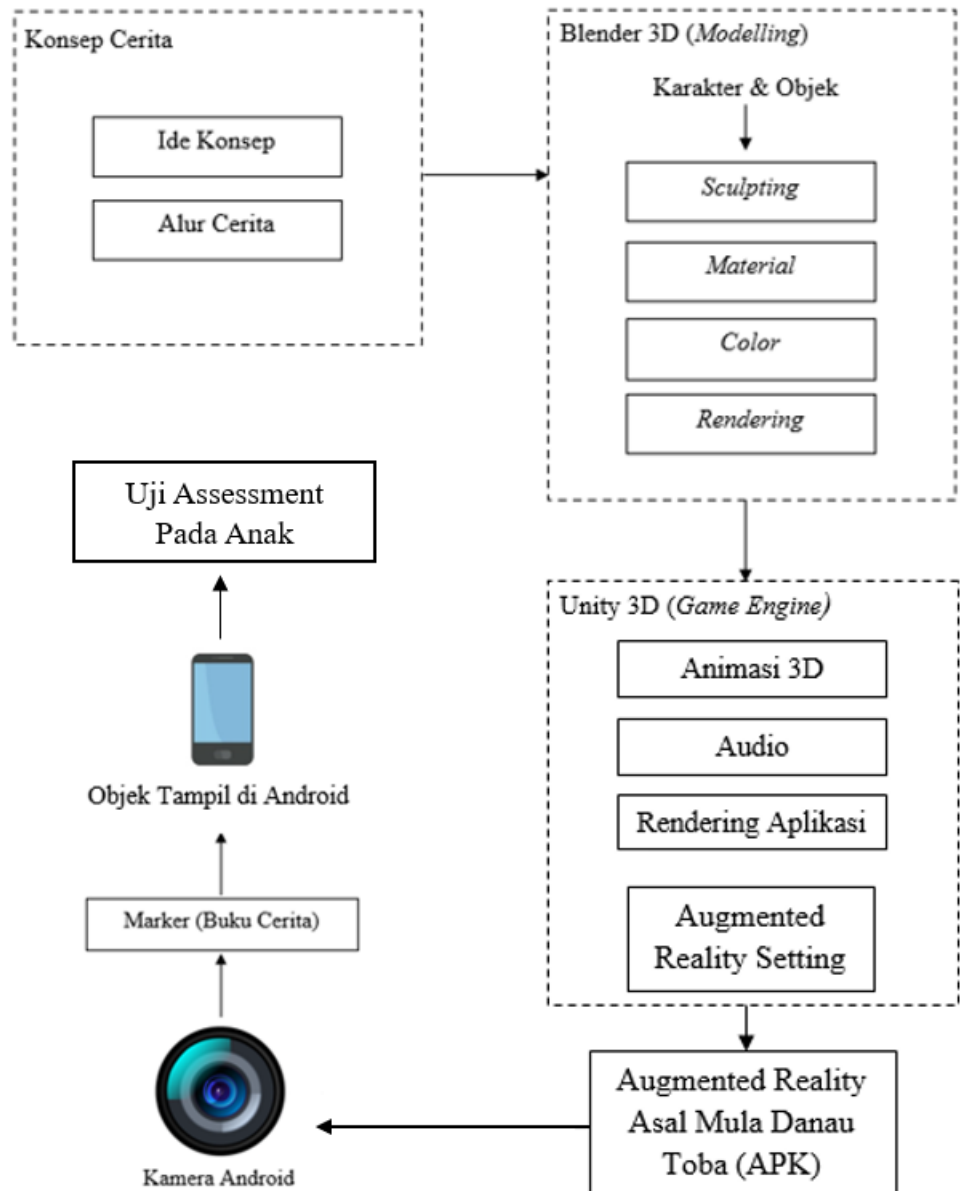 Konsep Cerita
Ide Konsep
Alur Cerita
Blender 3D (Modelling)
Karakter & Objek
Sculpting
Material
Color
Rendering
Unity 3D (Game Engine)
Animasi 3D
Audio
Rendering Aplikasi
Augmented
Reality Setting
Augmented Reality
Asal Mula Danau
Toba (APK)
Kamera Android
Marker (Buku Cerita)
Objek Tampil di Android
Uji Assessment
Pada Anak